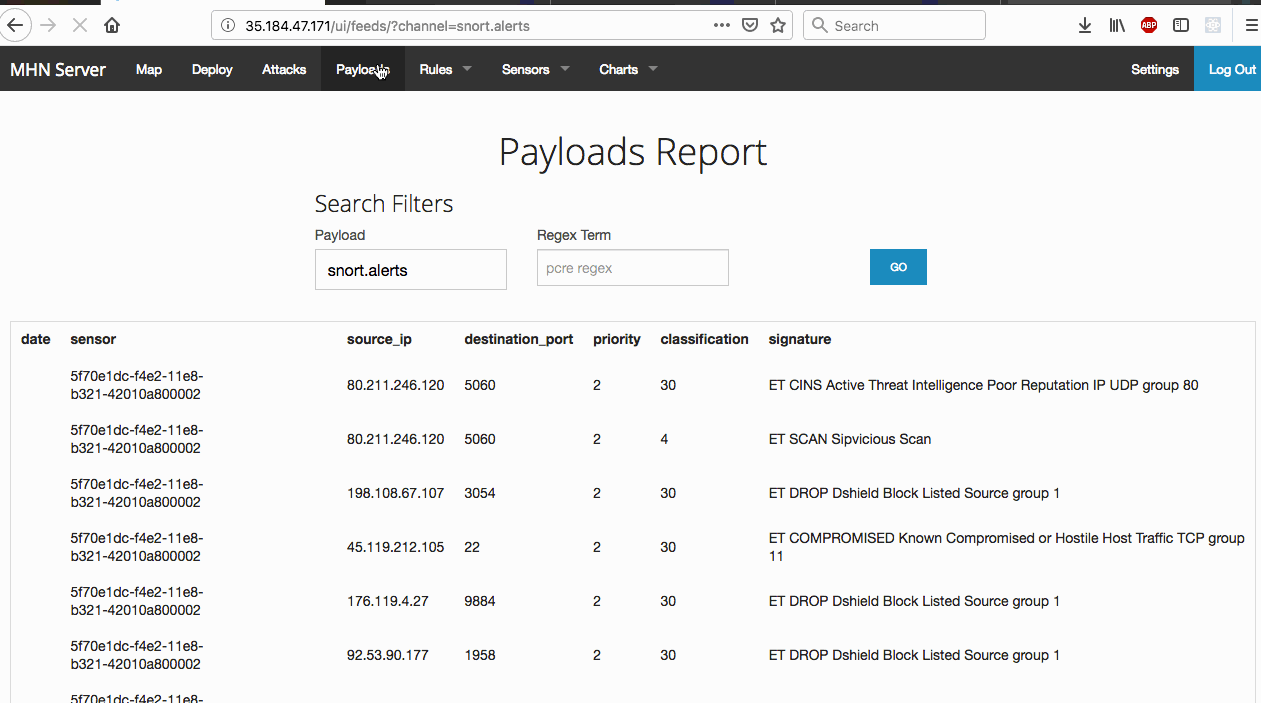 35.184.47.171/ui/feeds/?channel=snort.alerts
Search
ABP
MHN Server Map Deploy Attacks Payloads Rules Sensors Charts Settings Log Out
Payloads Report
Search Filters
Payload Regex Term
snort.alerts pcre regex GO
date sensor source_ip destination_port priority classification signature
5f70e1dc-f4e2-11e8-
b321-42010a800002 80.211.246.120 5060 2 30 ET CINS Active Threat Intelligence Poor Reputation IP UDP group 80
5f70e1dc-f4e2-11e8-
b321-42010a800002 80.211.246.120 5060 2 4 ET SCAN Sipvicious Scan
5f70e1dc-f4e2-11e8-
b321-42010a800002 198.108.67.107 3054 2 30 ET DROP Dshield Block Listed Source group 1
5f70e1dc-f4e2-11e8-
b321-42010a800002 45.119.212.105 22 2 30 ET COMPROMISED Known Compromised or Hostile Host Traffic TCP group
11
5f70e1dc-f4e2-11e8-
b321-42010a800002 176.119.4.27 9884 2 30 ET DROP Dshield Block Listed Source group 1
5f70e1dc-f4e2-11e8-
b321-42010a800002 92.53.90.177 1958 2 30 ET DROP Dshield Block Listed Source group 1
5f70e1dc-f4e2-11e8-